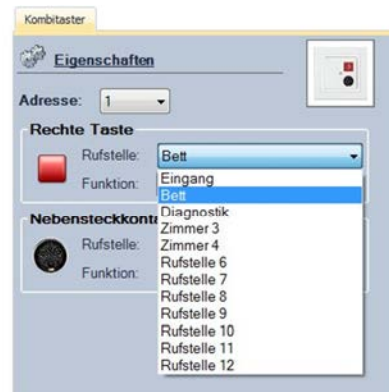 Kombitaster
Eigenschaften
Adresse: 1
Rechte Taste
Rufstelle: Bett
Funktion:
Eingang
Bett
Diagnostik
Zimmer 3
Zimmer 4
Rufstelle 6
Rufstelle 7
Rufstelle 8
Rufstelle 9
Rufstelle 10
Rufstelle 11
Rufstelle 12
Nebensteckkonta
Rufstelle:
Funktion: